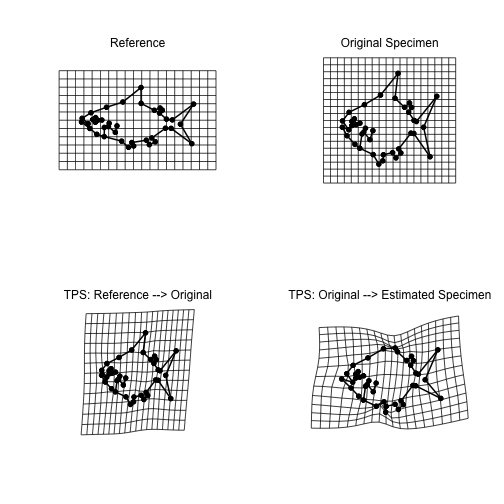 Reference
Original Specimen
TPS: Reference --> Original
TPS: Original --> Estimated Specimen